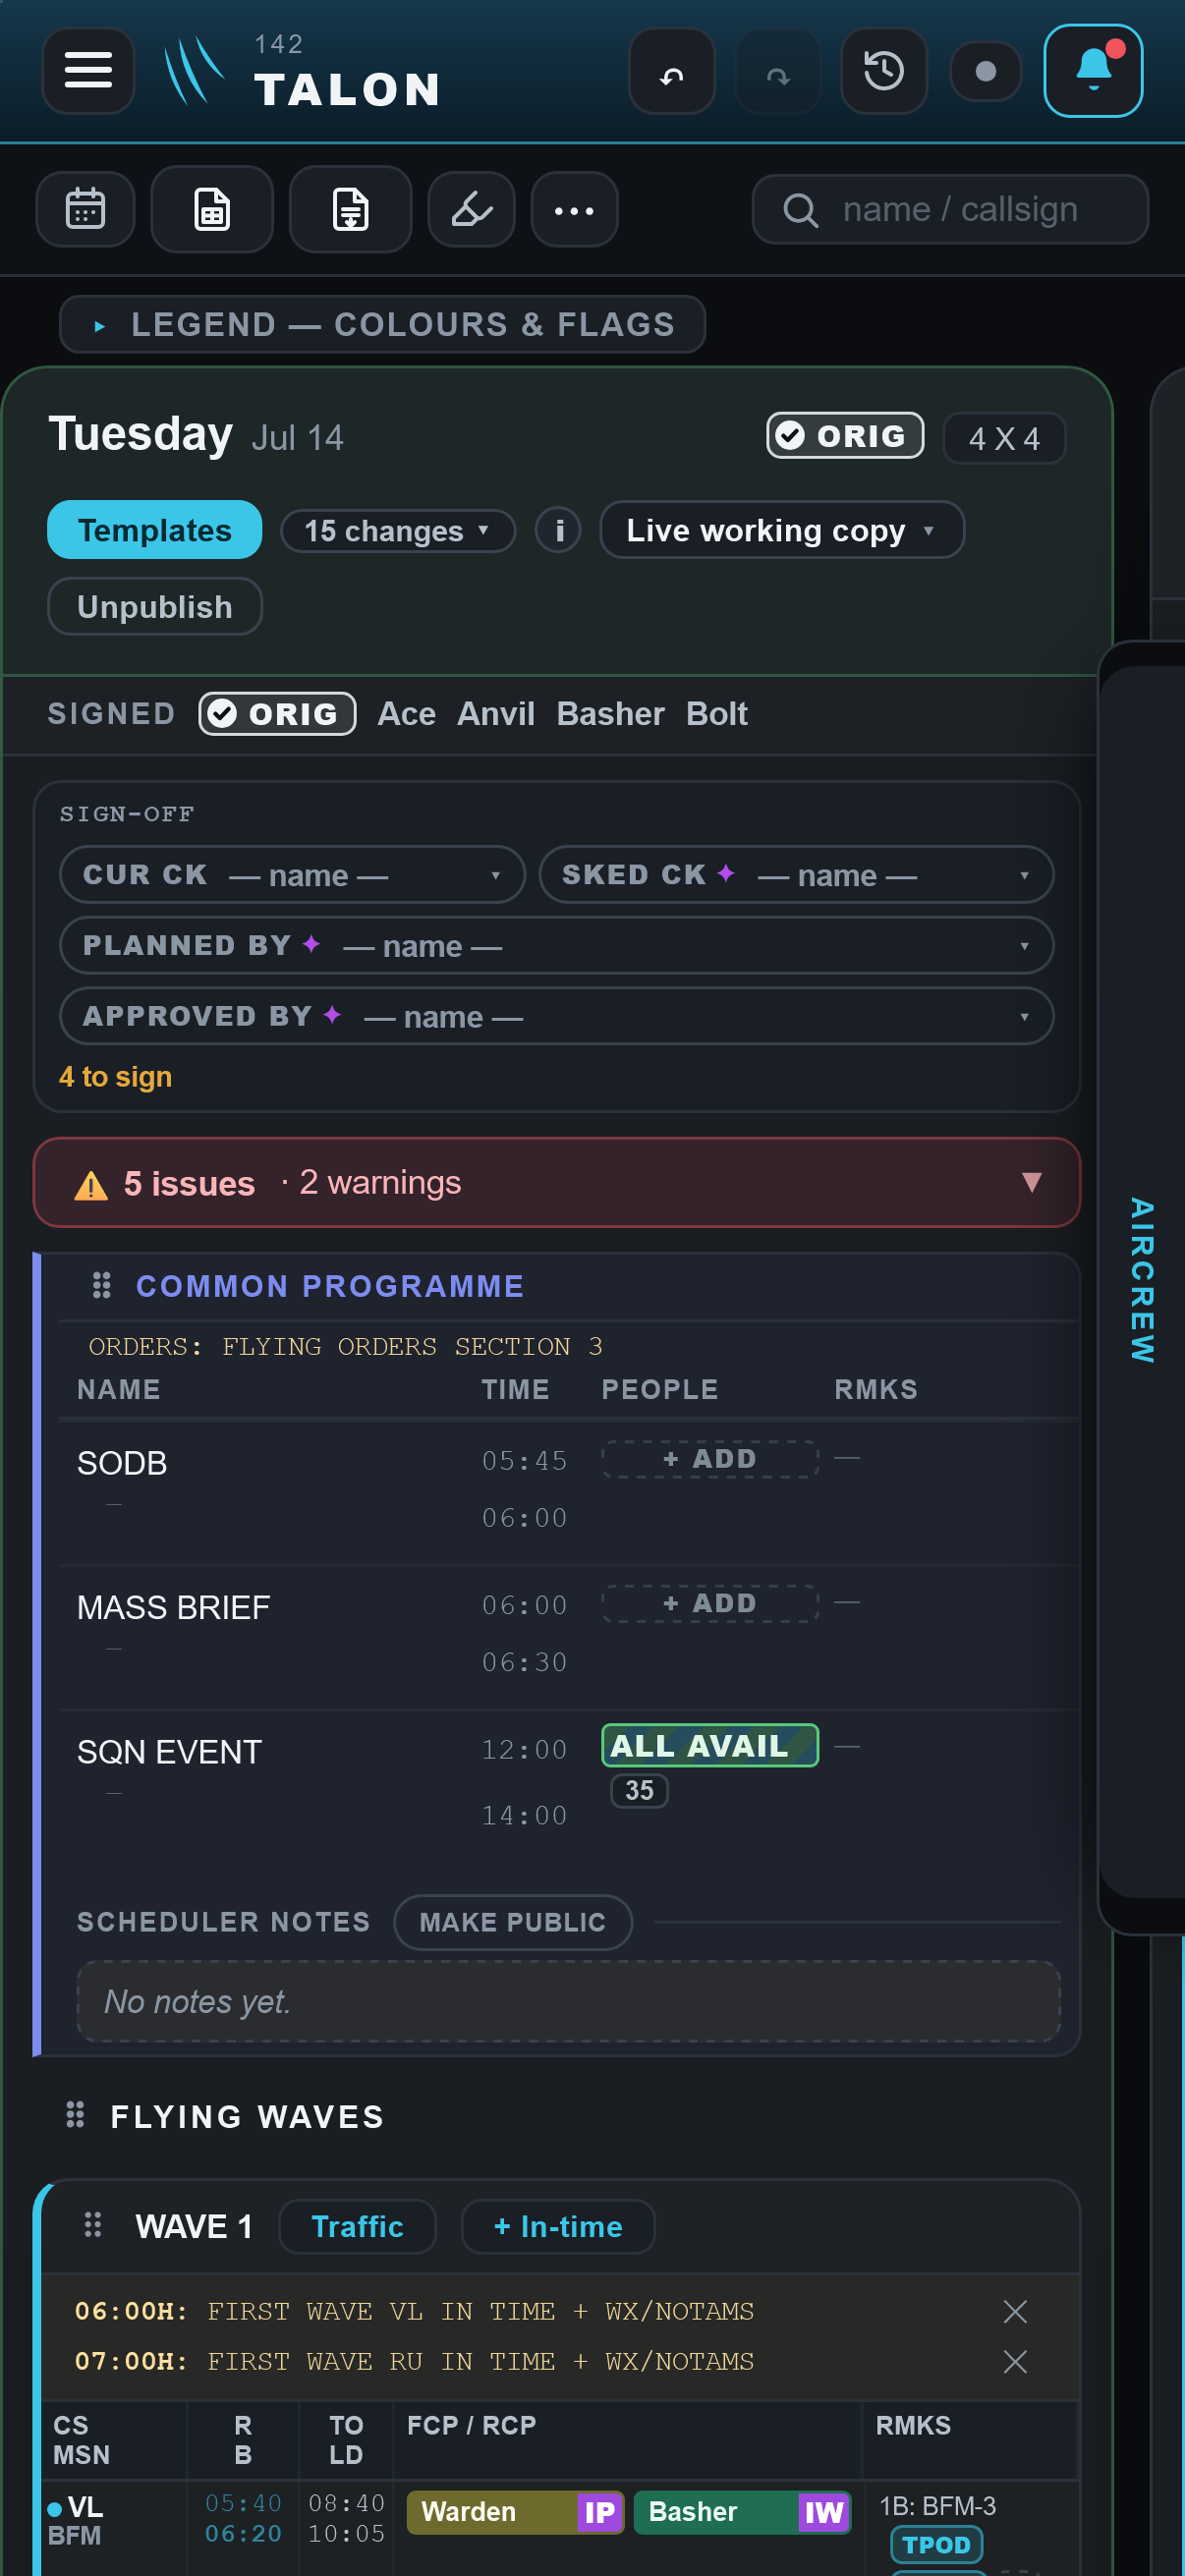 142
TALON
name / callsign
▸ LEGEND — COLOURS & FLAGS
Tuesday Jul 14 ORIG 4 X 4
Templates 15 changes ▾ i Live working copy ▾
Unpublish
SIGNED ORIG Ace Anvil Basher Bolt
SIGN-OFF
CUR CK — name — ▾ SKED CK ✦ — name — ▾
PLANNED BY ✦ — name — ▾
APPROVED BY ✦ — name — ▾
4 to sign
⚠ 5 issues · 2 warnings ▼
AIRCREW
COMMON PROGRAMME
ORDERS: FLYING ORDERS SECTION 3
NAME TIME PEOPLE RMKS
SODB 05:45 + ADD —
— 06:00
MASS BRIEF 06:00 + ADD —
— 06:30
SQN EVENT 12:00 ALL AVAIL —
— 35
14:00
SCHEDULER NOTES MAKE PUBLIC
No notes yet.
FLYING WAVES
WAVE 1 Traffic + In-time
06:00H: FIRST WAVE VL IN TIME + WX/NOTAMS
07:00H: FIRST WAVE RU IN TIME + WX/NOTAMS
CS R TO FCP / RCP RMKS
MSN B LD
VL 05:40 08:40 Warden IP Basher IW 1B: BFM-3
BFM 06:20 10:05 TPOD